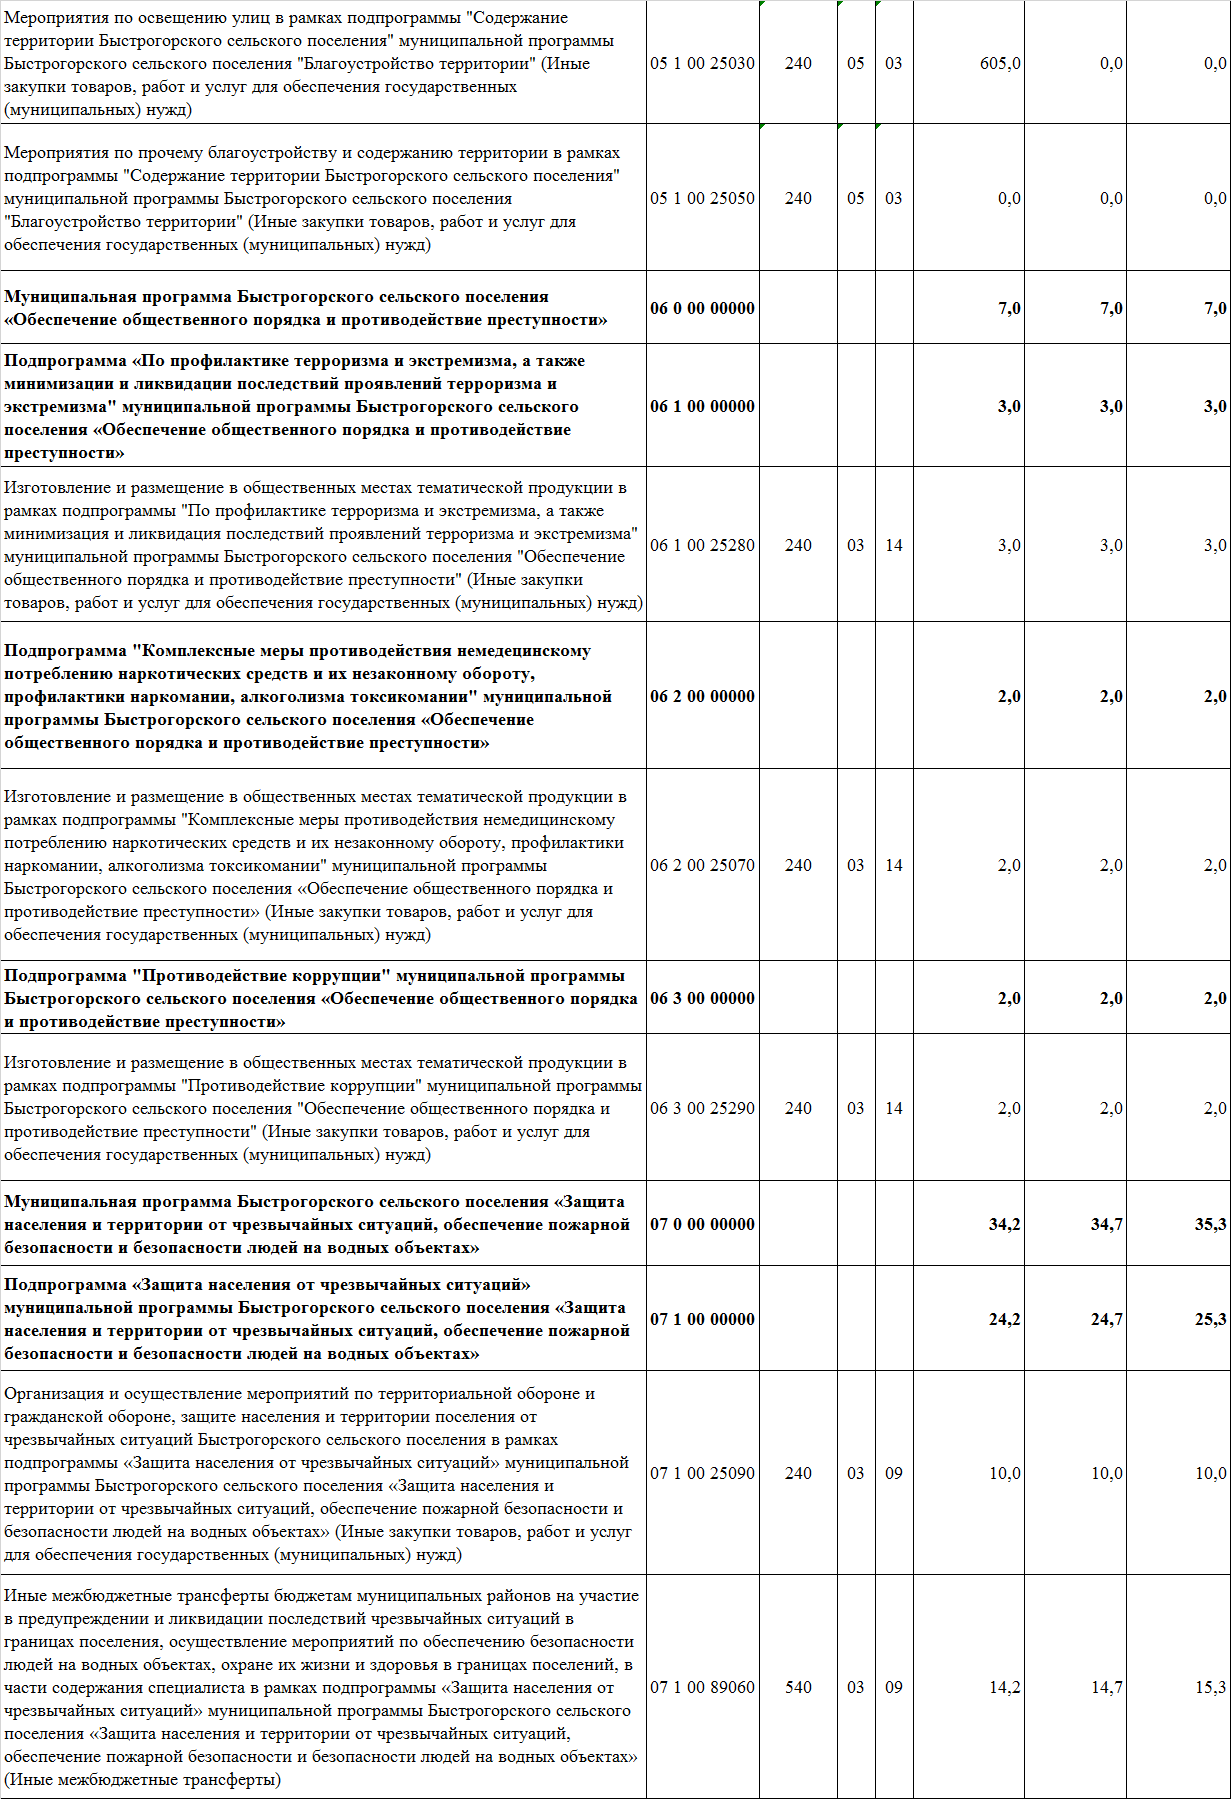 Мероприятия по освещению улиц в рамках подпрограммы "Содержание
территории Быстрогорского сельского поселения" муниципальной программы
Быстрогорского сельского поселения "Благоустройство территории" (Иные
закупки товаров, работ и услуг для обеспечения государственных
(муниципальных) нужд)
05 1 00 25030 240 05 03 605,0 0,0 0,0
Мероприятия по прочему благоустройству и содержанию территории в рамках
подпрограммы "Содержание территории Быстрогорского сельского поселения"
муниципальной программы Быстрогорского сельского поселения
"Благоустройство территории" (Иные закупки товаров, работ и услуг для
обеспечения государственных (муниципальных) нужд)
05 1 00 25050 240 05 03 0,0 0,0 0,0
Муниципальная программа Быстрогорского сельского поселения
«Обеспечение общественного порядка и противодействие преступности»
06 0 00 00000 7,0 7,0 7,0
Подпрограмма «По профилактике терроризма и экстремизма, а также
минимизации и ликвидации последствий проявлений терроризма и
экстремизма" муниципальной программы Быстрогорского сельского
поселения «Обеспечение общественного порядка и противодействие
преступности»
06 1 00 00000 3,0 3,0 3,0
Изготовление и размещение в общественных местах тематической продукции в
рамках подпрограммы "По профилактике терроризма и экстремизма, а также
минимизация и ликвидация последствий проявлений терроризма и экстремизма"
муниципальной программы Быстрогорского сельского поселения "Обеспечение
общественного порядка и противодействие преступности" (Иные закупки
товаров, работ и услуг для обеспечения государственных (муниципальных) нужд)
06 1 00 25280 240 03 14 3,0 3,0 3,0
Подпрограмма "Комплексные меры противодействия немедецинскому
потреблению наркотических средств и их незаконному обороту,
профилактики наркомании, алкоголизма токсикомании" муниципальной
программы Быстрогорского сельского поселения «Обеспечение
общественного порядка и противодействие преступности»
06 2 00 00000 2,0 2,0 2,0
Изготовление и размещение в общественных местах тематической продукции в
рамках подпрограммы "Комплексные меры противодействия немедицинскому
потреблению наркотических средств и их незаконному обороту, профилактики
наркомании, алкоголизма токсикомании" муниципальной программы
Быстрогорского сельского поселения «Обеспечение общественного порядка и
противодействие преступности» (Иные закупки товаров, работ и услуг для
обеспечения государственных (муниципальных) нужд)
06 2 00 25070 240 03 14 2,0 2,0 2,0
Подпрограмма "Противодействие коррупции" муниципальной программы
Быстрогорского сельского поселения «Обеспечение общественного порядка
и противодействие преступности»
06 3 00 00000 2,0 2,0 2,0
Изготовление и размещение в общественных местах тематической продукции в
рамках подпрограммы "Противодействие коррупции" муниципальной программы
Быстрогорского сельского поселения "Обеспечение общественного порядка и
противодействие преступности" (Иные закупки товаров, работ и услуг для
обеспечения государственных (муниципальных) нужд)
06 3 00 25290 240 03 14 2,0 2,0 2,0
Муниципальная программа Быстрогорского сельского поселения «Защита
населения и территории от чрезвычайных ситуаций, обеспечение пожарной
безопасности и безопасности людей на водных объектах»
07 0 00 00000 34,2 34,7 35,3
Подпрограмма «Защита населения от чрезвычайных ситуаций»
муниципальной программы Быстрогорского сельского поселения «Защита
населения и территории от чрезвычайных ситуаций, обеспечение пожарной
безопасности и безопасности людей на водных объектах»
07 1 00 00000 24,2 24,7 25,3
Организация и осуществление мероприятий по территориальной обороне и
гражданской обороне, защите населения и территории поселения от
чрезвычайных ситуаций Быстрогорского сельского поселения в рамках
подпрограммы «Защита населения от чрезвычайных ситуаций» муниципальной
программы Быстрогорского сельского поселения «Защита населения и
территории от чрезвычайных ситуаций, обеспечение пожарной безопасности и
безопасности людей на водных объектах» (Иные закупки товаров, работ и услуг
для обеспечения государственных (муниципальных) нужд)
07 1 00 25090 240 03 09 10,0 10,0 10,0
Иные межбюджетные трансферты бюджетам муниципальных районов на участие
в предупреждении и ликвидации последствий чрезвычайных ситуаций в
границах поселения, осуществление мероприятий по обеспечению безопасности
людей на водных объектах, охране их жизни и здоровья в границах поселений, в
части содержания специалиста в рамках подпрограммы «Защита населения от
чрезвычайных ситуаций» муниципальной программы Быстрогорского сельского
поселения «Защита населения и территории от чрезвычайных ситуаций,
обеспечение пожарной безопасности и безопасности людей на водных объектах»
(Иные межбюджетные трансферты)
07 1 00 89060 540 03 09 14,2 14,7 15,3